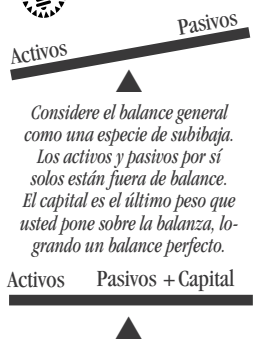 Activos
Pasivos
Considere el balance general
como una especie de subibaja.
Los activos y pasivos por sí
solos están fuera de balance.
El capital es el último peso que
usted pone sobre la balanza, lo-
grando un balance perfecto.
Activos Pasivos + Capital